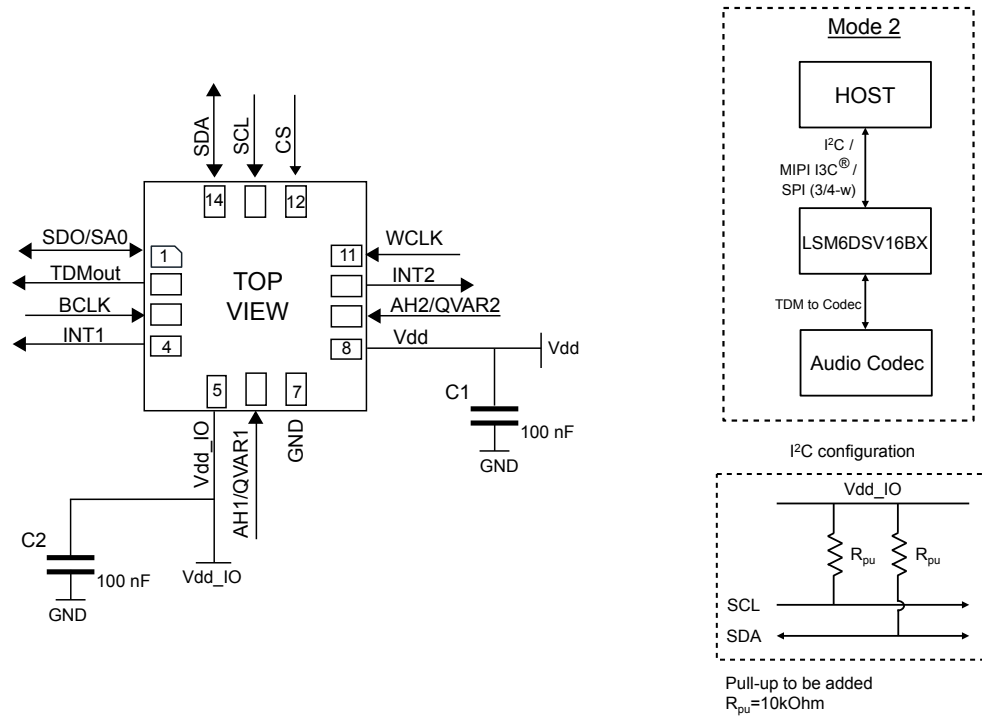 SDA
SCL
CS
14
12
SDO/SA0
1
TDMout
BCLK
INT1
4
TOP
VIEW
11
WCLK
INT2
AH2/QVAR2
8
Vdd
Vdd
5
7
Vdd_IO
AH1/QVAR1
GND
C1
100 nF
GND
C2
100 nF
GND
Vdd_IO
Mode 2
HOST
I²C /
MIPI I3C® /
SPI (3/4-w)
LSM6DSV16BX
TDM to Codec
Audio Codec
I²C configuration
Vdd_IO
Rpu
Rpu
SCL
SDA
Pull-up to be added
Rpu=10kOhm